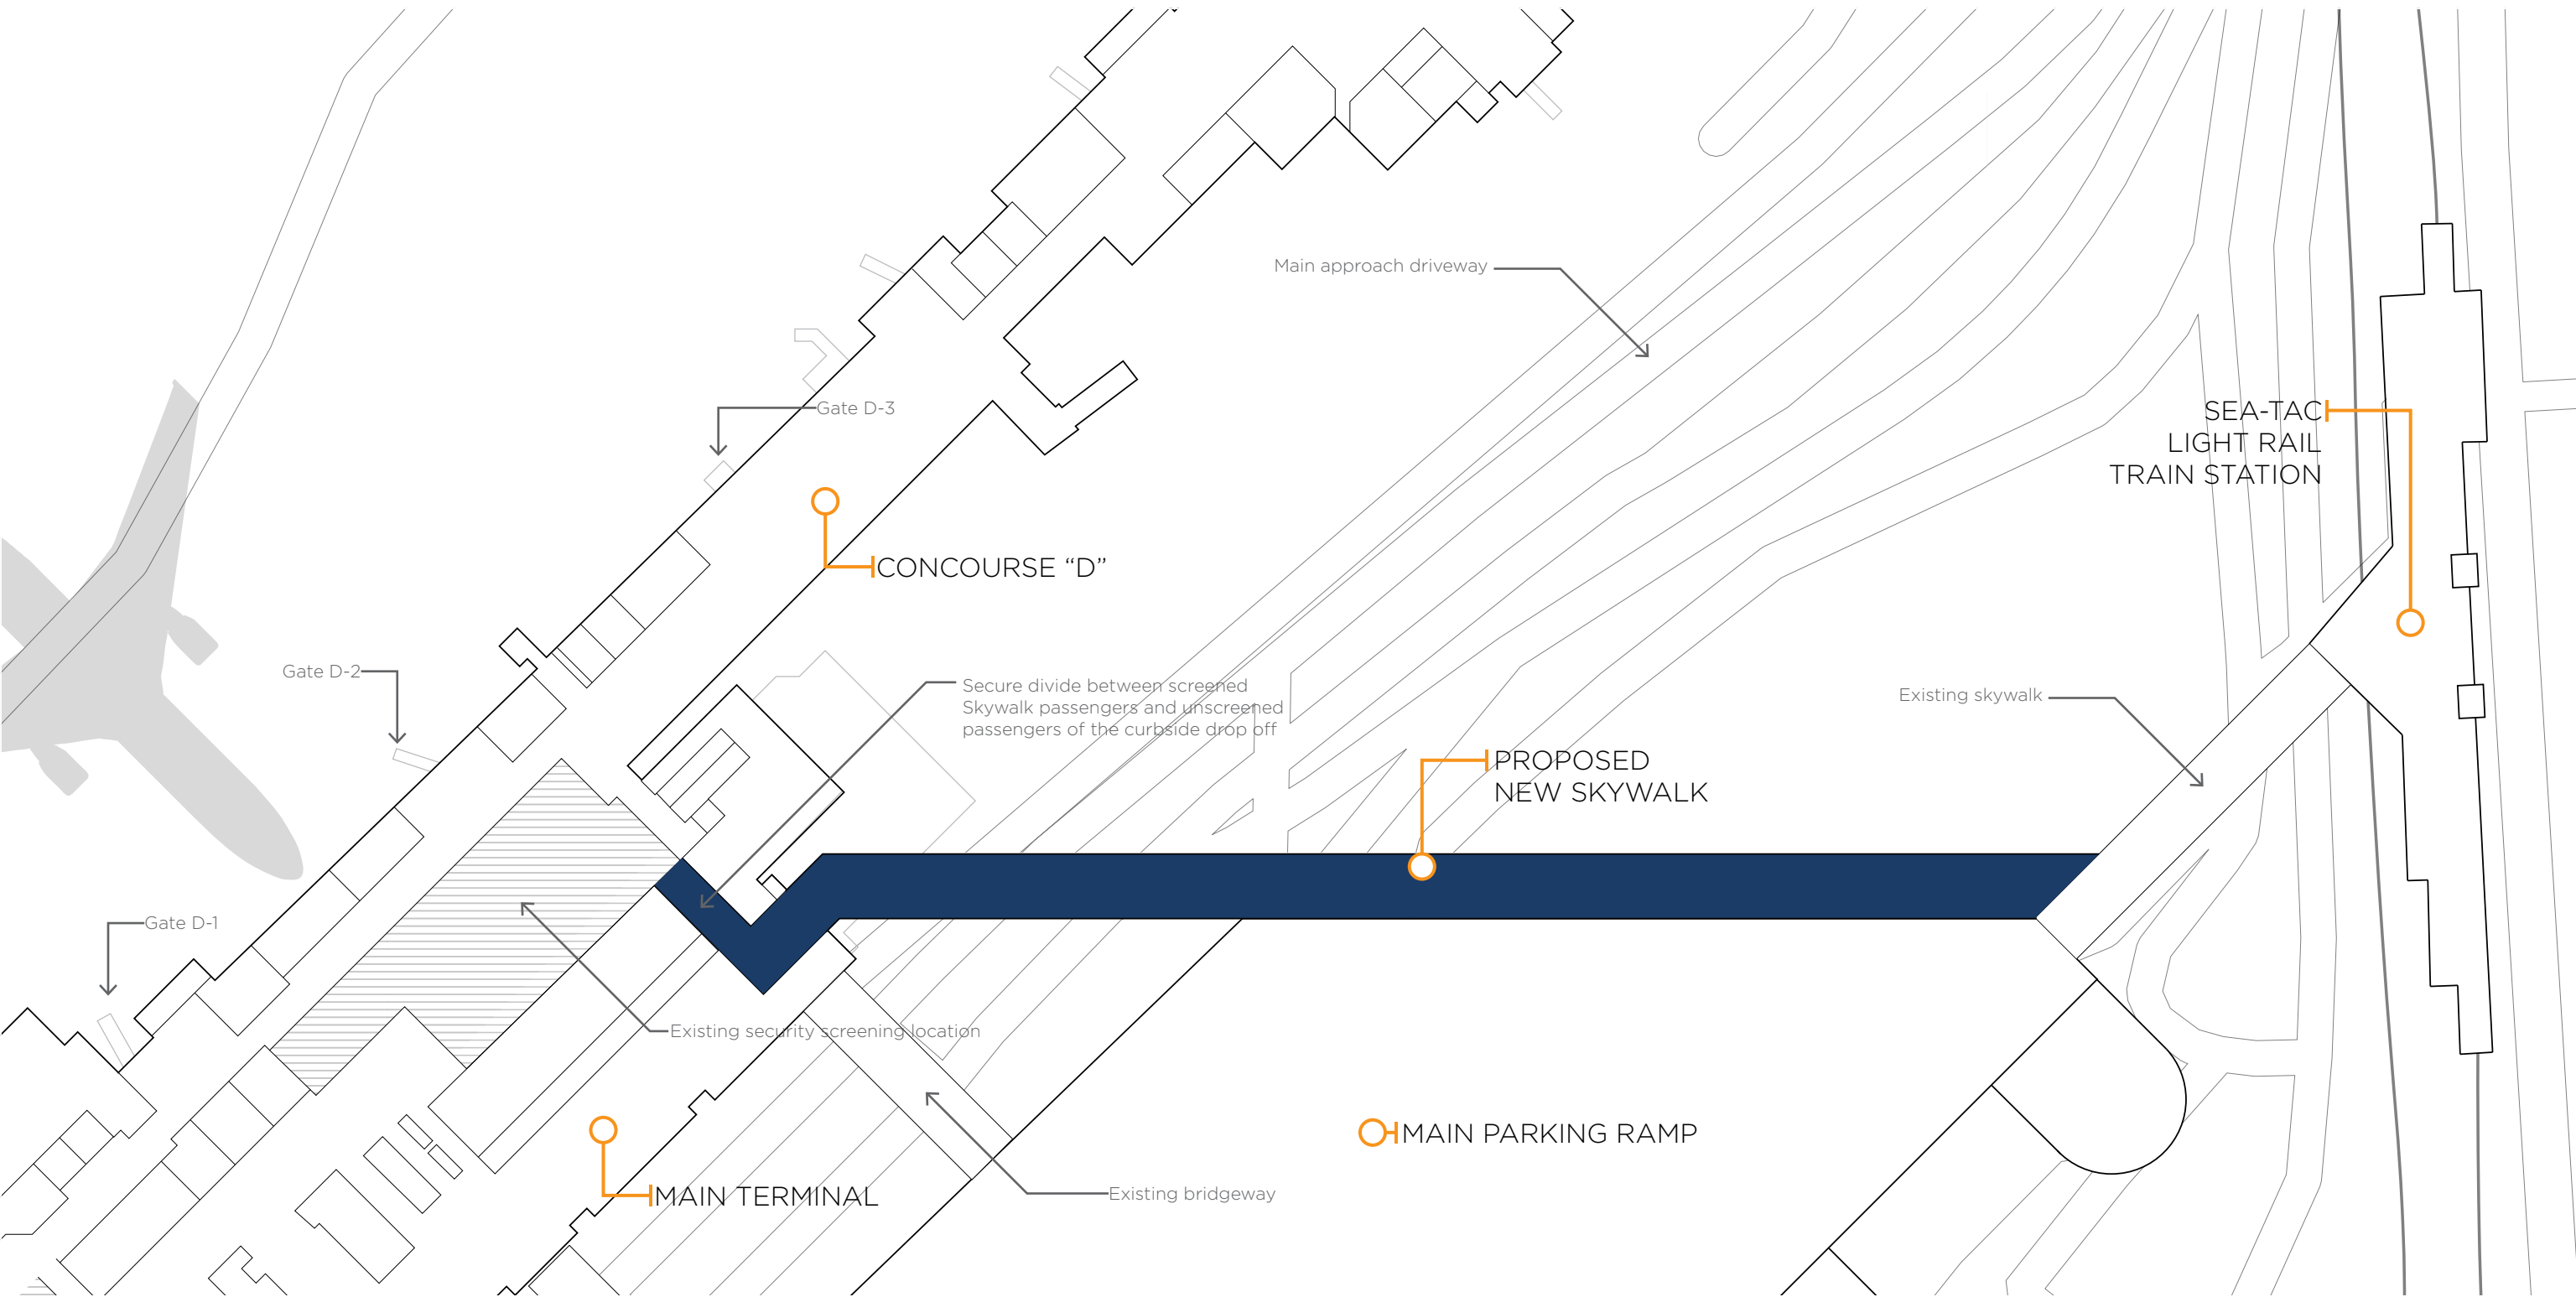 Main approach driveway
Gate D-3
SEA-TAC
LIGHT RAIL
TRAIN STATION
CONCOURSE “D”
Gate D-2
Secure divide between screened
Skywalk passengers and unscreened
passengers of the curbside drop off
Existing skywalk
PROPOSED
NEW SKYWALK
Gate D-1
Existing security screening location
MAIN PARKING RAMP
MAIN TERMINAL
Existing bridgeway